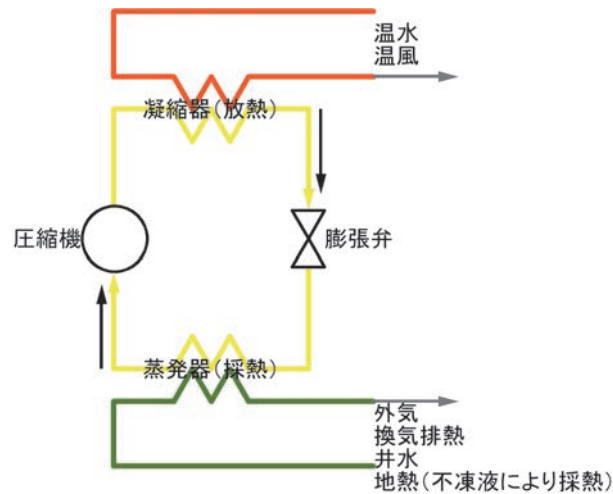 温水
温風
凝縮器(放熱)
圧縮機
膨張弁
蒸発器(採熱)
外気
換気排熱
井水
地熱(不凍液により採熱)